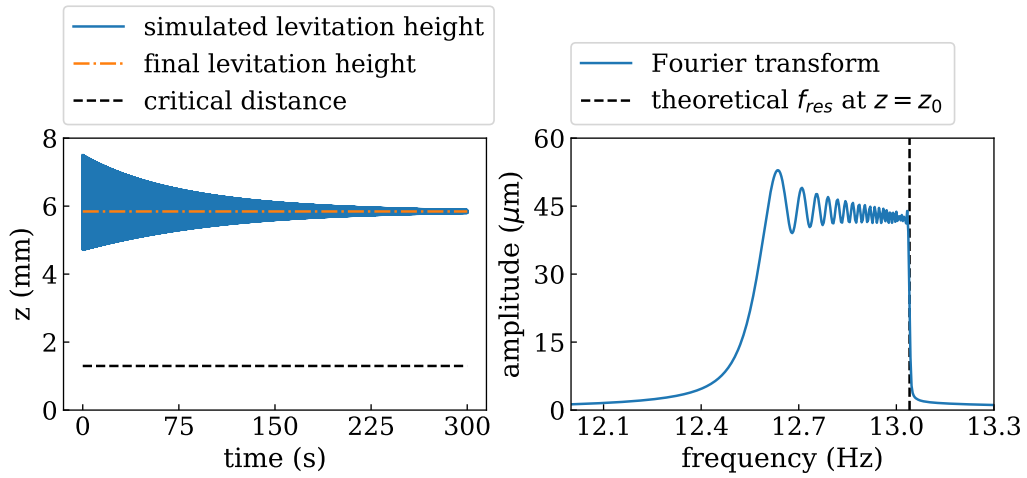 simulated levitation height
final levitation height
critical distance
8
6
4
2
0
z (mm)
0 75 150 225 300
time (s)
Fourier transform
theoretical f_res at z = z_0
60
45
30
15
0
amplitude (μm)
12.1 12.4 12.7 13.0 13.3
frequency (Hz)